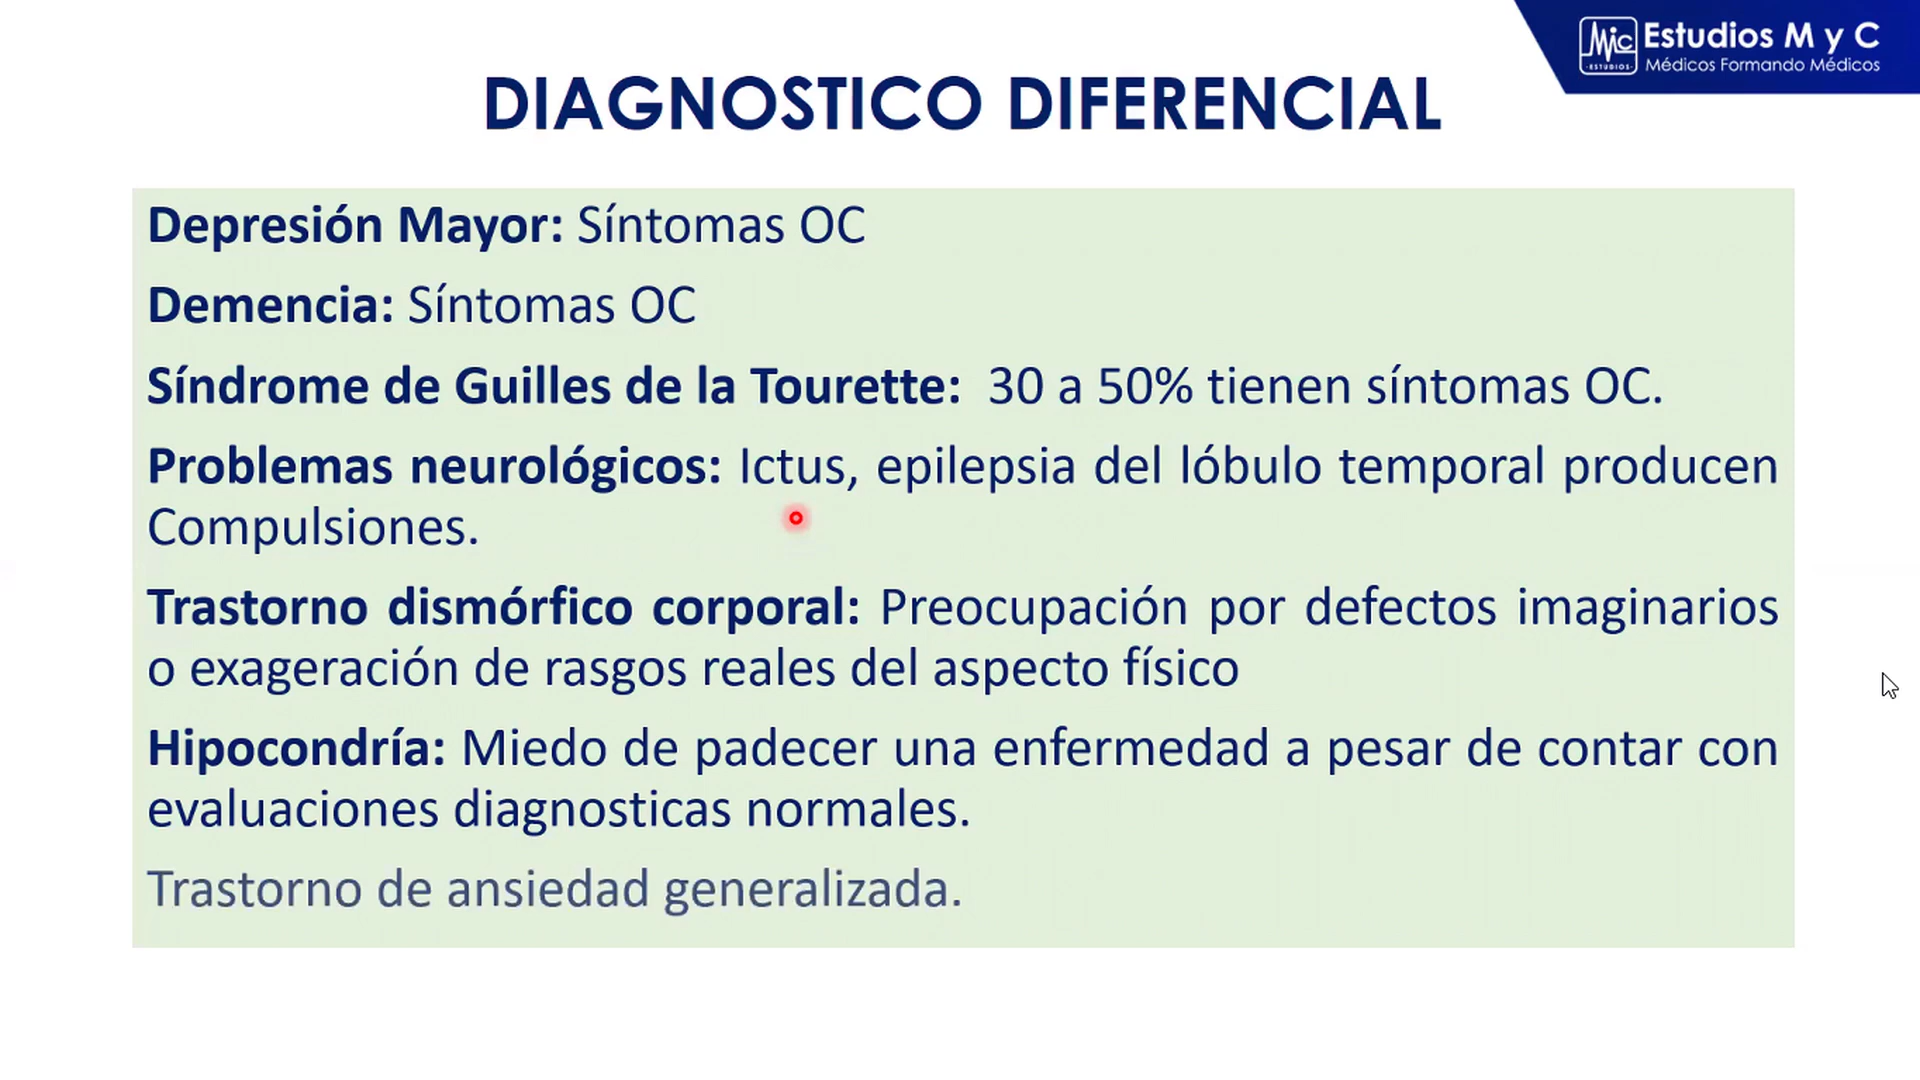 Mic
ESTUDIOS
Estudios M y C
Médicos Formando Médicos
DIAGNOSTICO DIFERENCIAL
Depresión Mayor: Síntomas OC
Demencia: Síntomas OC
Síndrome de Guilles de la Tourette: 30 a 50% tienen síntomas OC.
Problemas neurológicos: Ictus, epilepsia del lóbulo temporal producen
Compulsiones.
Trastorno dismórfico corporal: Preocupación por defectos imaginarios
o exageración de rasgos reales del aspecto físico
Hipocondría: Miedo de padecer una enfermedad a pesar de contar con
evaluaciones diagnosticas normales.
Trastorno de ansiedad generalizada.